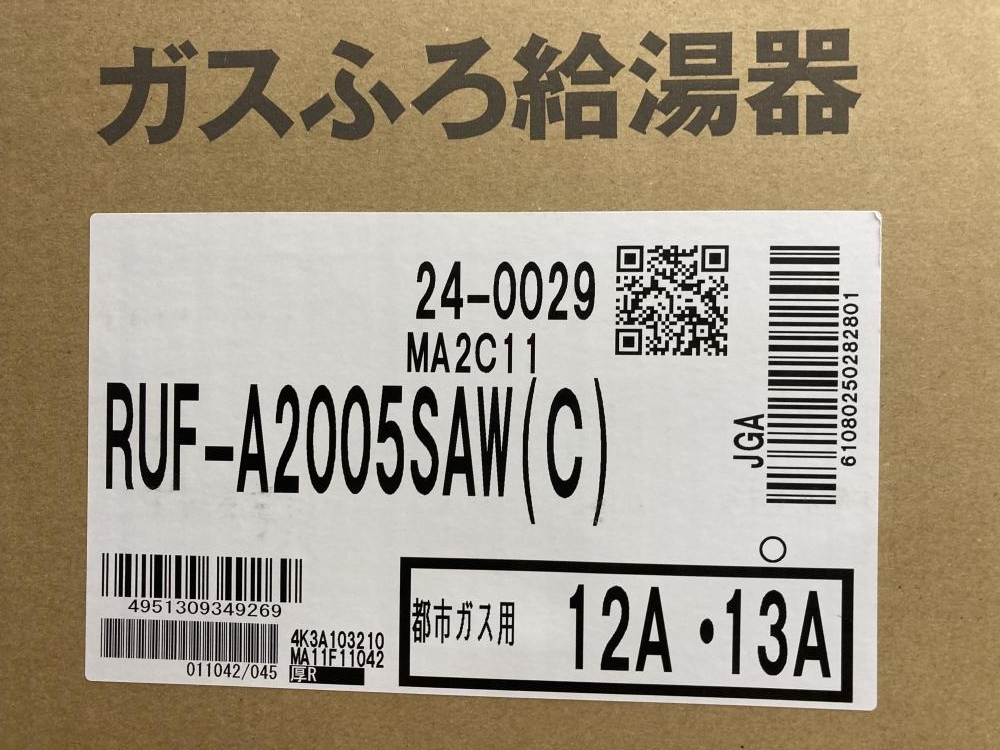 ガスふろ給湯器
24-0029
MA2C11
RUF-A2005SAW(C)
JGA
61080250282801
4951309349269
011042/045
4K3A103210
MA11F11042
厚R
都市ガス用 12A・13A